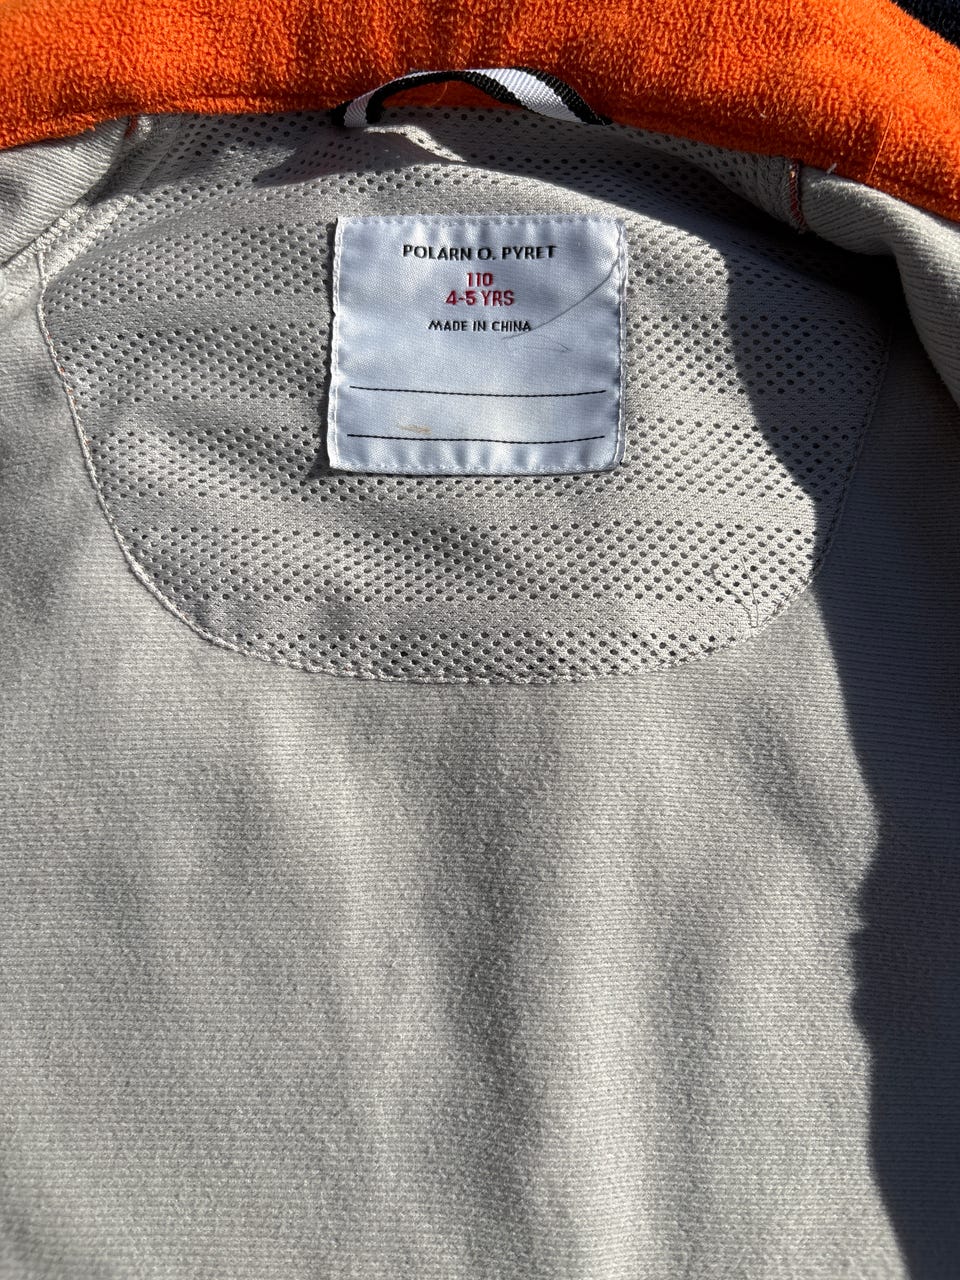 POLARN O. PYRET
110
4-5 YRS
MADE IN CHINA